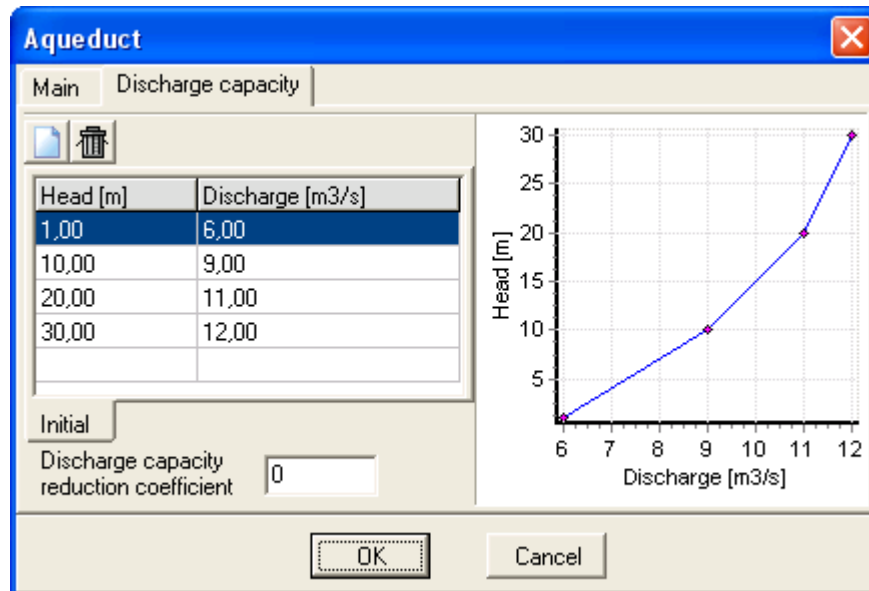 Aqueduct
Main
Discharge capacity
Head [m]
Discharge [m3/s]
1,00
6,00
10,00
9,00
20,00
11,00
30,00
12,00
Initial
Discharge capacity
reduction coefficient
0
30
25
20
15
10
5
Head [m]
6 7 8 9 10 11 12
Discharge [m3/s]
OK
Cancel